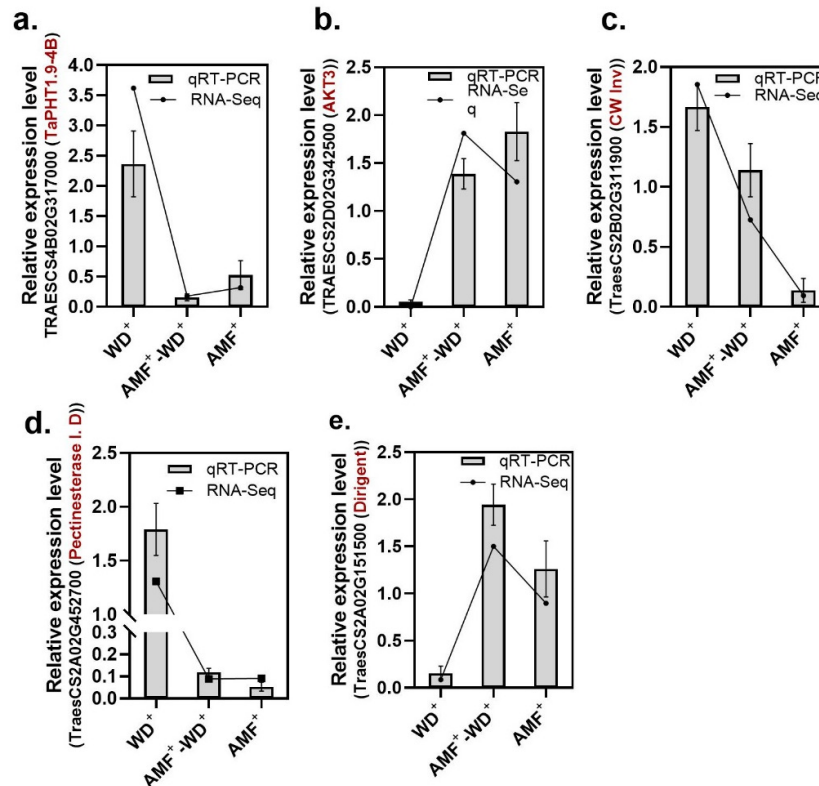 a.
Relative expression level
TRAESCS4B02G317000 (TaPHT1.9-4B)
4.0
3.5
3.0
2.5
2.0
1.5
1.0
0.5
0.0
qRT-PCR
RNA-Seq
WD+
AMF+ -WD+
AMF+
b.
Relative expression level
(TRAESCS2D02G342500 (AKT3))
2.5
2.0
1.5
1.0
0.5
0.0
qRT-PCR
RNA-Se
q
WD+
AMF+ -WD+
AMF+
c.
Relative expression level
(TraesCS2B02G311900 (CW Inv))
2.0
1.5
1.0
0.5
0.0
qRT-PCR
RNA-Seq
WD+
AMF+ -WD+
AMF+
d.
Relative expression level
(TraesCS2A02G452700 (Pectinesterase I. D))
2.5
2.0
1.5
1.0
0.3
0.2
0.1
0.0
qRT-PCR
RNA-Seq
WD+
AMF+ -WD+
AMF+
e.
Relative expression level
(TraesCS2A02G151500 (Dirigent))
2.5
2.0
1.5
1.0
0.5
0.0
qRT-PCR
RNA-Seq
WD+
AMF+ -WD+
AMF+